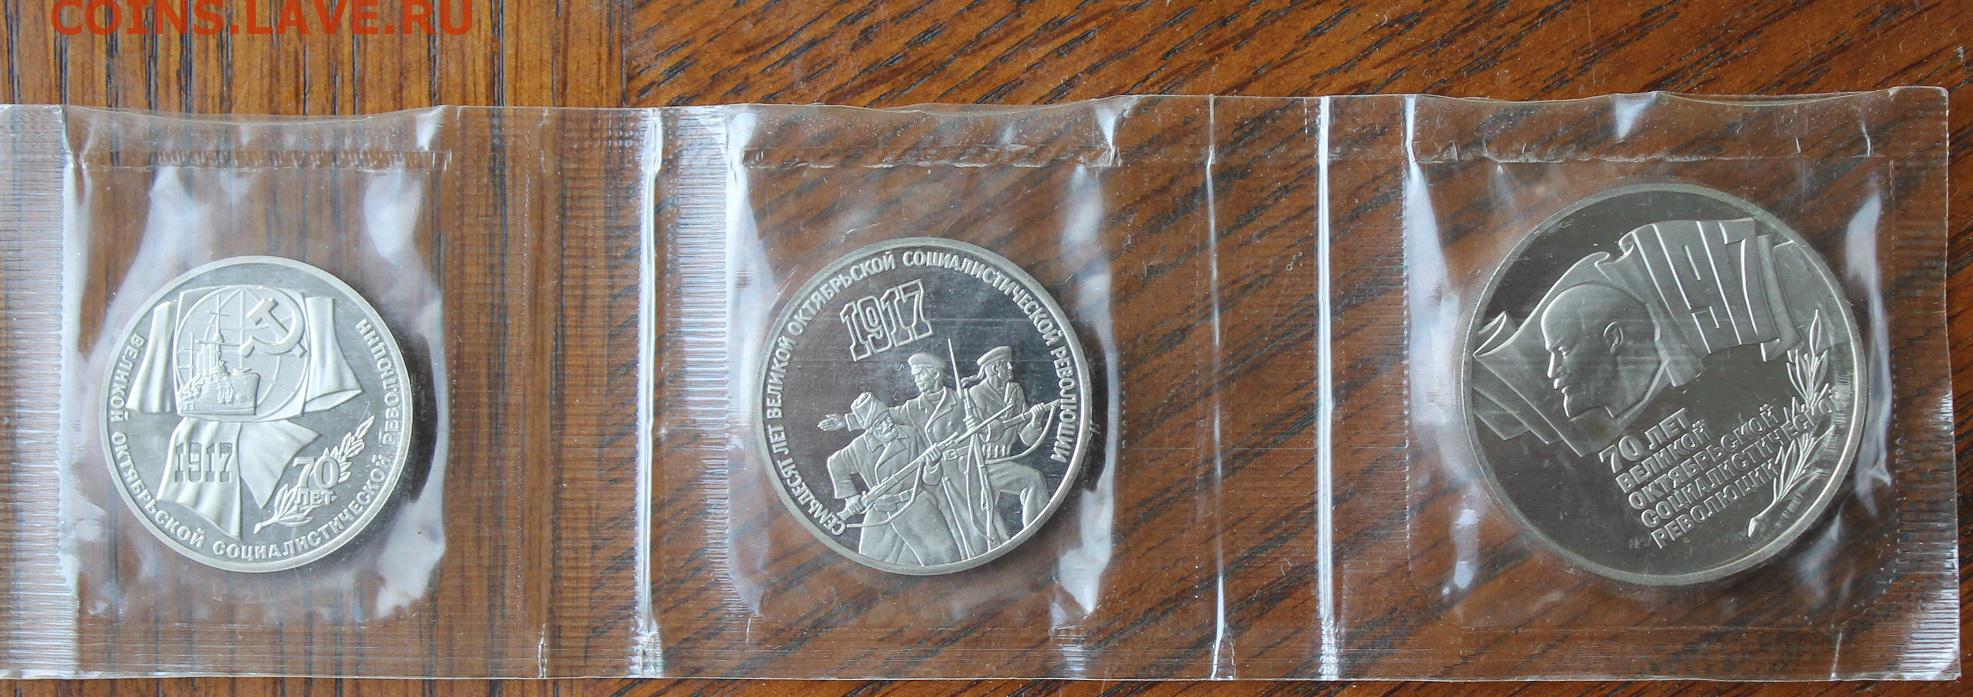 COINS.LAVE.RU
1917
70
ЛЕТ
ВЕЛИКОЙ ОКТЯБРЬСКОЙ СОЦИАЛИСТИЧЕСКОЙ РЕВОЛЮЦИИ
СЕМЬДЕСЯТ ЛЕТ ВЕЛИКОЙ ОКТЯБРЬСКОЙ СОЦИАЛИСТИЧЕСКОЙ РЕВОЛЮЦИИ
1917
1917
70 ЛЕТ
ВЕЛИКОЙ
ОКТЯБРЬСКОЙ
СОЦИАЛИСТИЧЕСКОЙ
РЕВОЛЮЦИИ